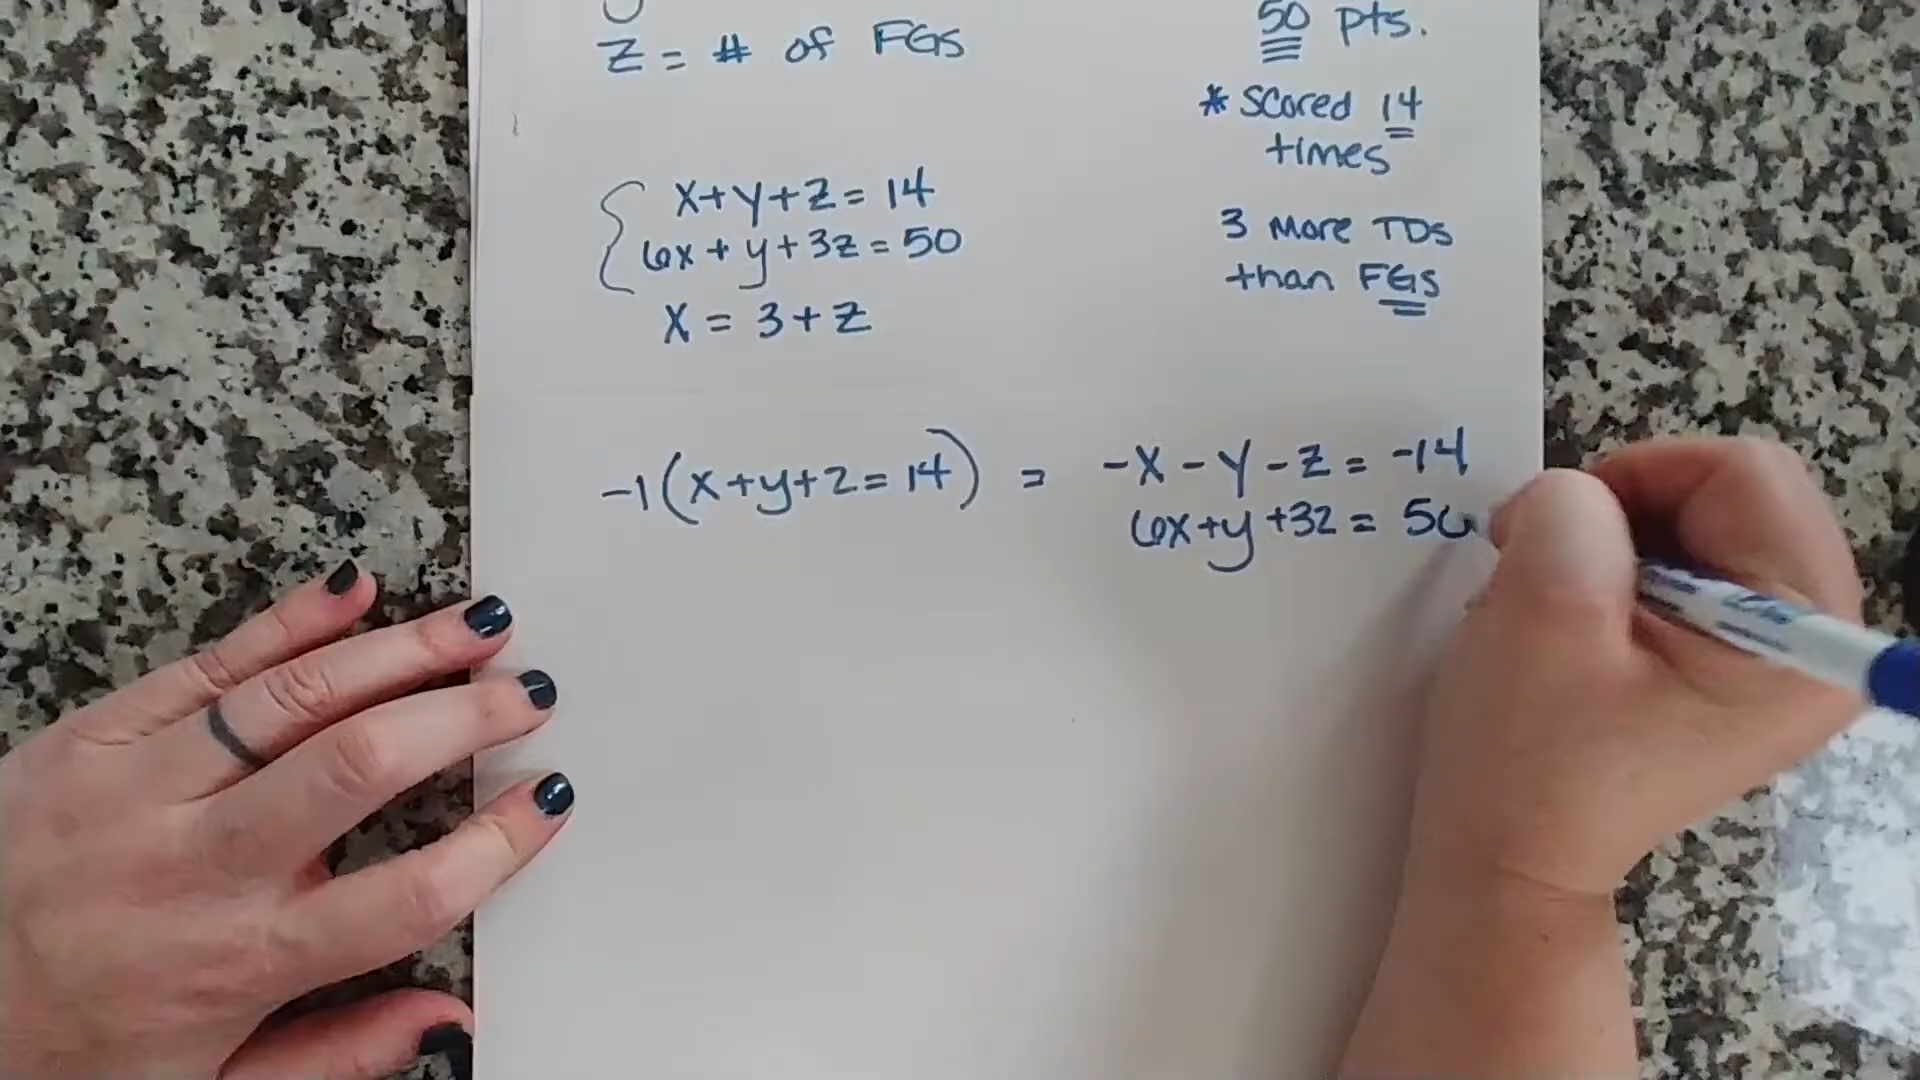 z = # of FGs
50 pts.
* Scored 14
times
3 more TDs
than FGs
x+y+z=14
6x+y+3z=50
x = 3+z
-1(x+y+z=14) = -x-y-z=-14
6x+y+3z = 50